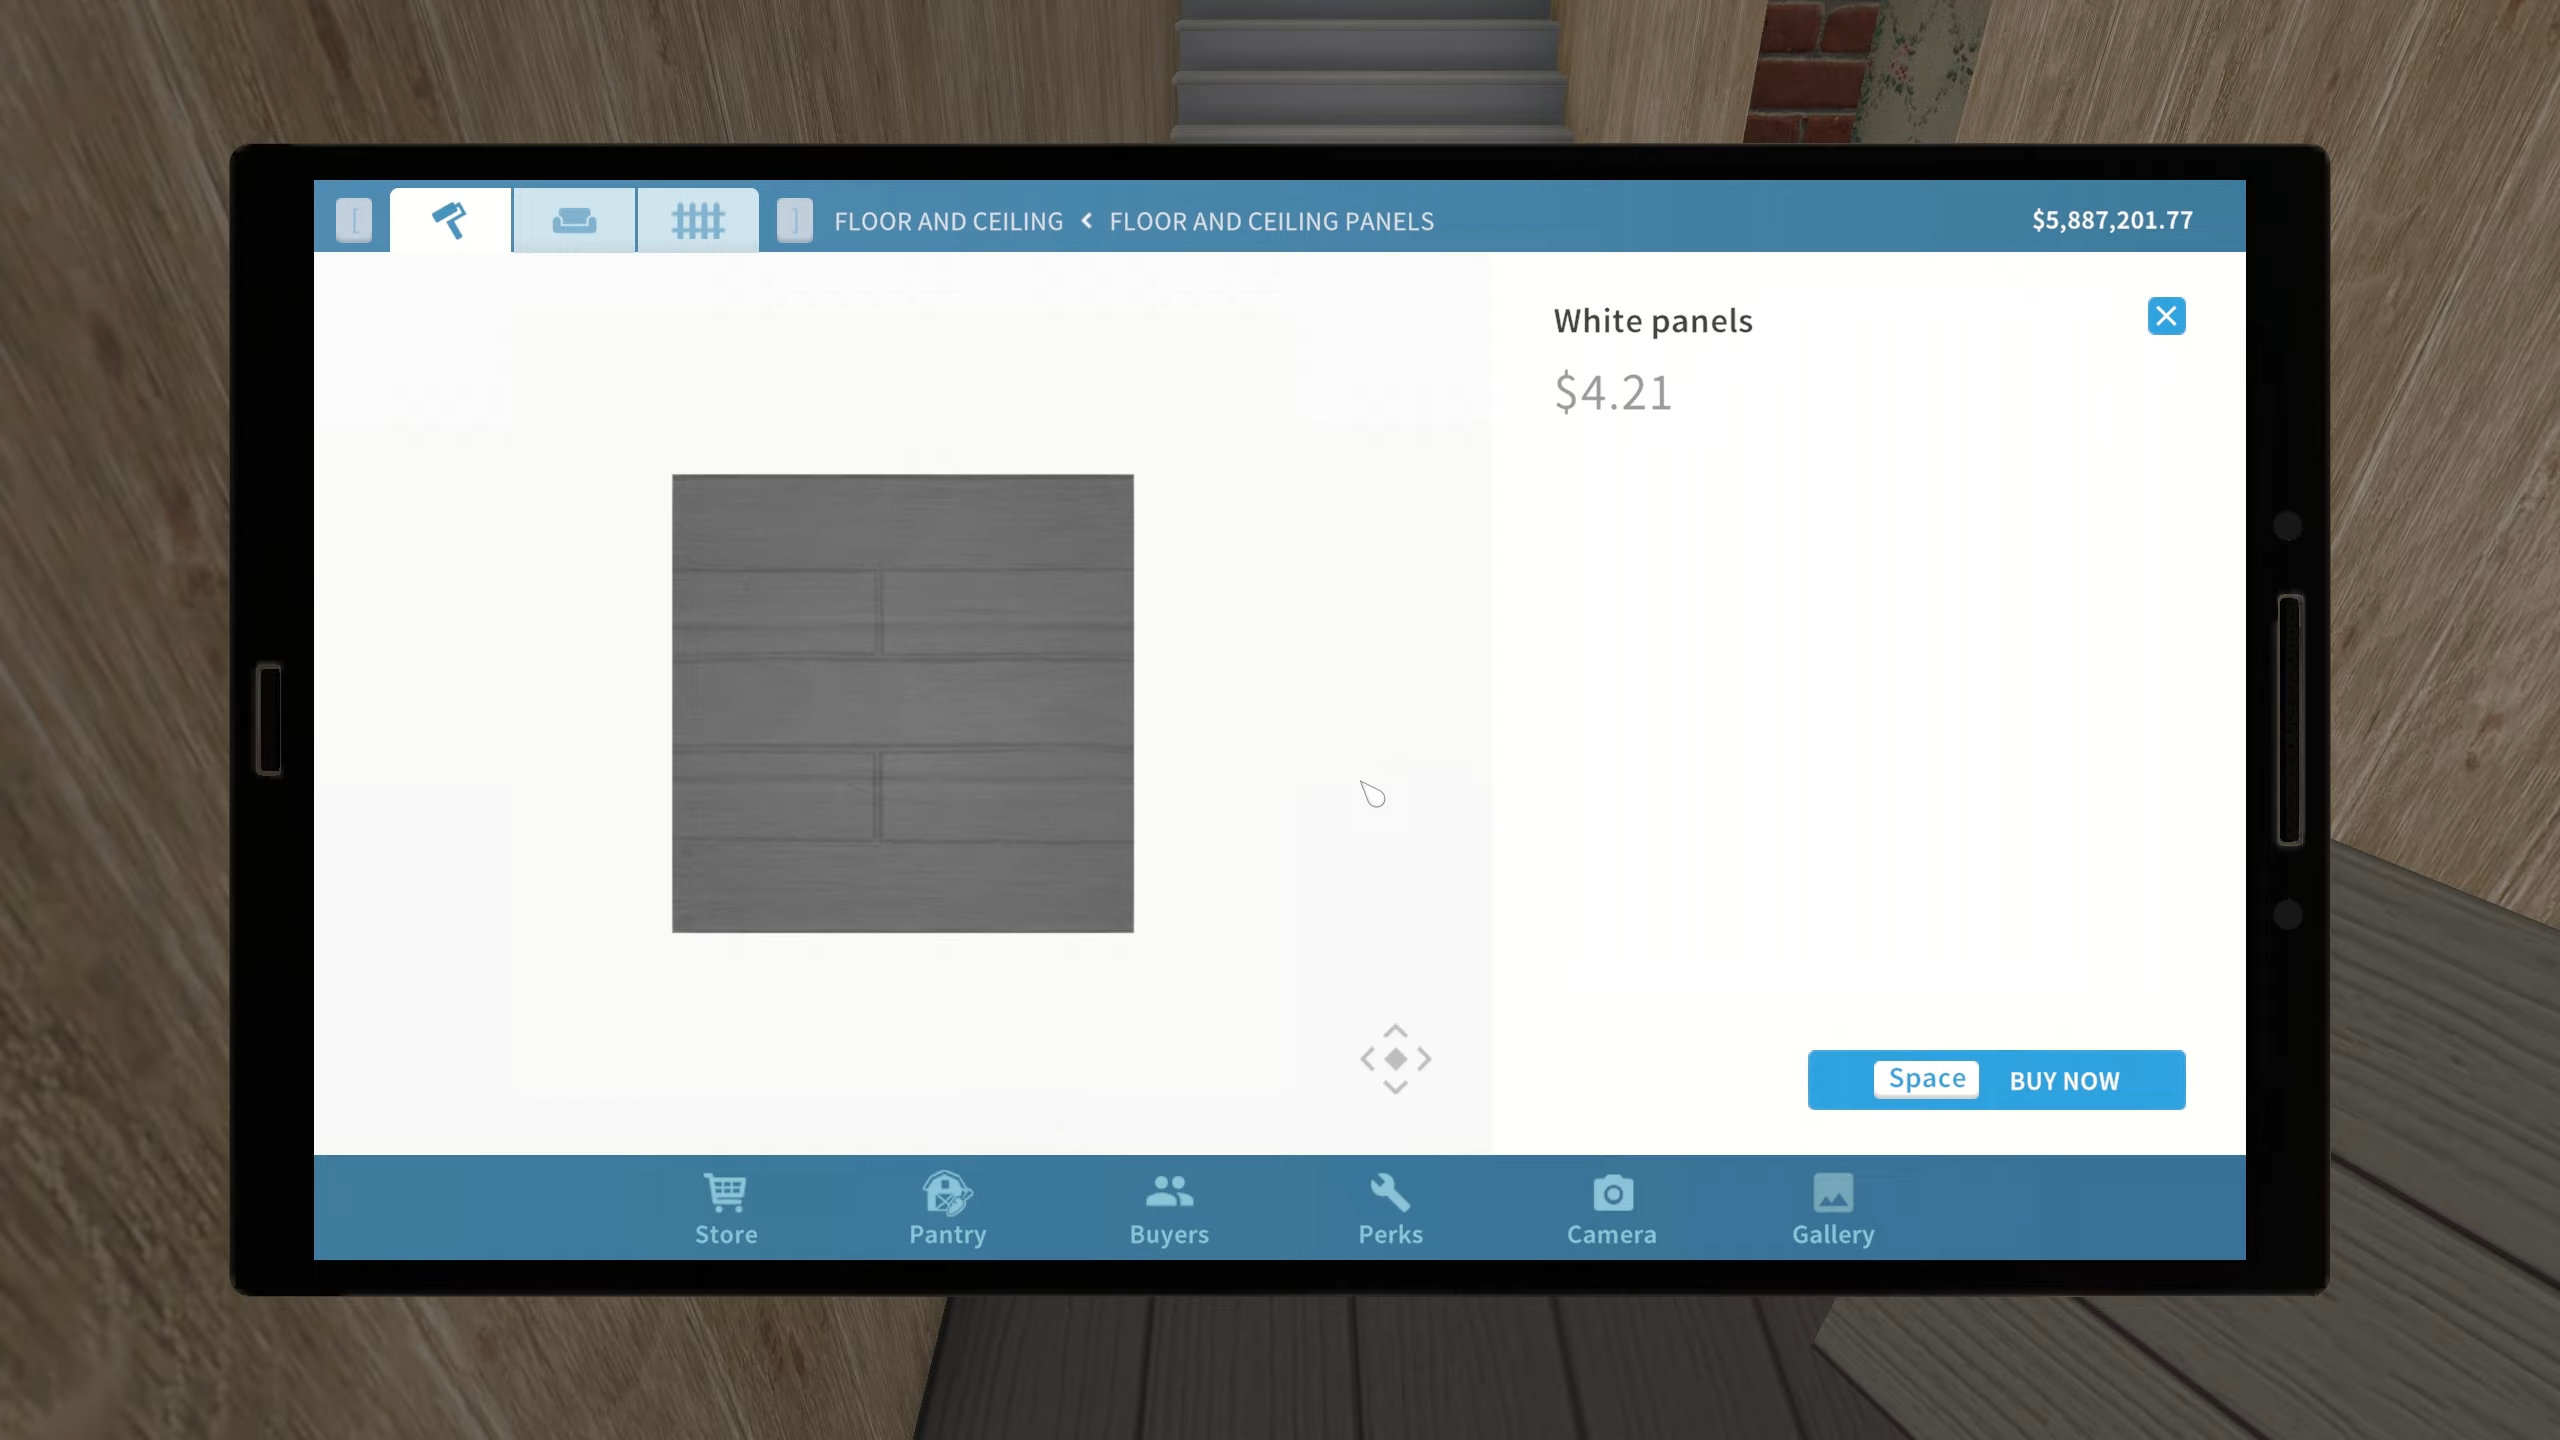 [
]
FLOOR AND CEILING < FLOOR AND CEILING PANELS
$5,887,201.77
White panels
$4.21
Space BUY NOW
Store
Pantry
Buyers
Perks
Camera
Gallery